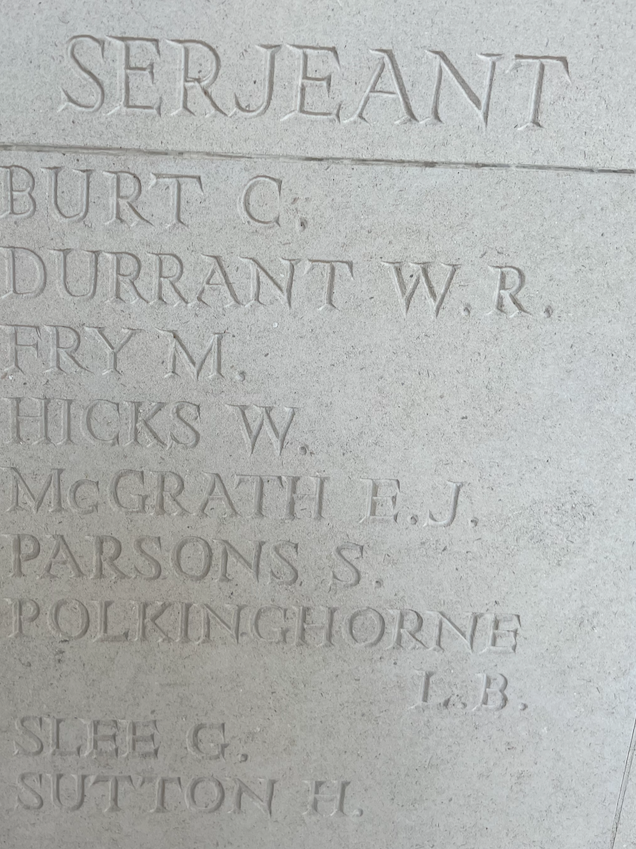 SERJEANT
BURT C.
DURRANT W.R.
FRY M.
HICKS W.
McGRATH E.J.
PARSONS S.
POLKINGHORNE
L.B.
SLEE G.
SUTTON H.